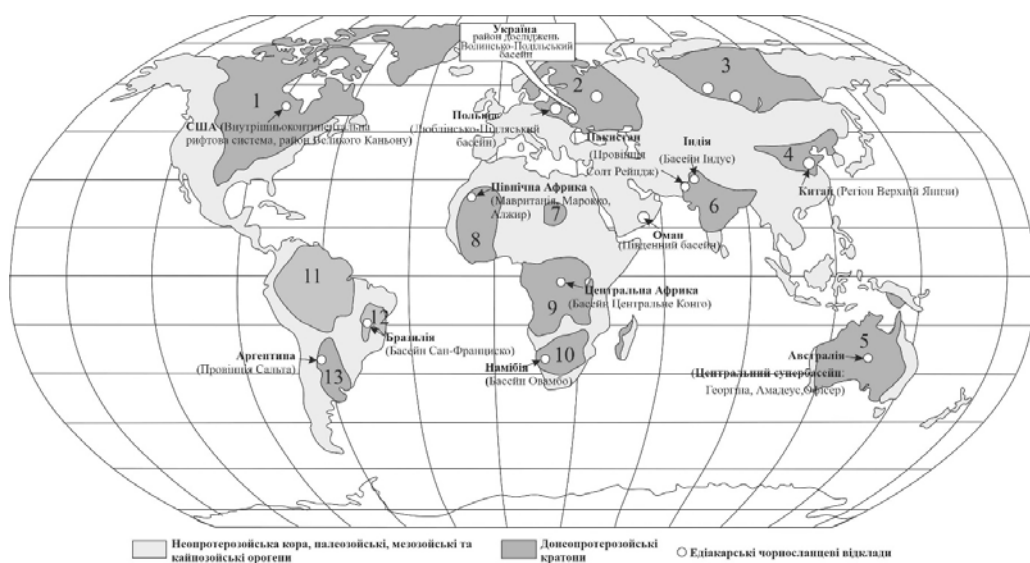 Україна
район досліджень
Волинсько-Подільський
басейн
1
2
3
США (Внутрішньоконтинентальна
рифтова система, район Великого Каньону)
Польща
(Люблінсько-Підляський
басейн)
Пакистан
(Провінція
Солт Рейндж)
Індія
(Басейн Індус)
4
Китай (Регіон Верхній Янцзи)
Північна Африка
(Мавританія, Марокко,
Алжир)
7
8
6
Оман
(Південний басейн)
11
12
Центральна Африка
(Басейн Центральне Конго)
9
Бразилія
(Басейн Сан-Франциско)
Аргентина
(Провінція Сальта)
13
10
Намібія
(Басейн Овамбо)
5
Австралія
(Центральний супербасейн:
Георгіна, Амадеус,Офісер)
Неопротерозойська кора, палеозойські, мезозойські та
кайнозойські орогени
Донеопротерозойські
кратони
Едіакарські чорносланцеві відклади